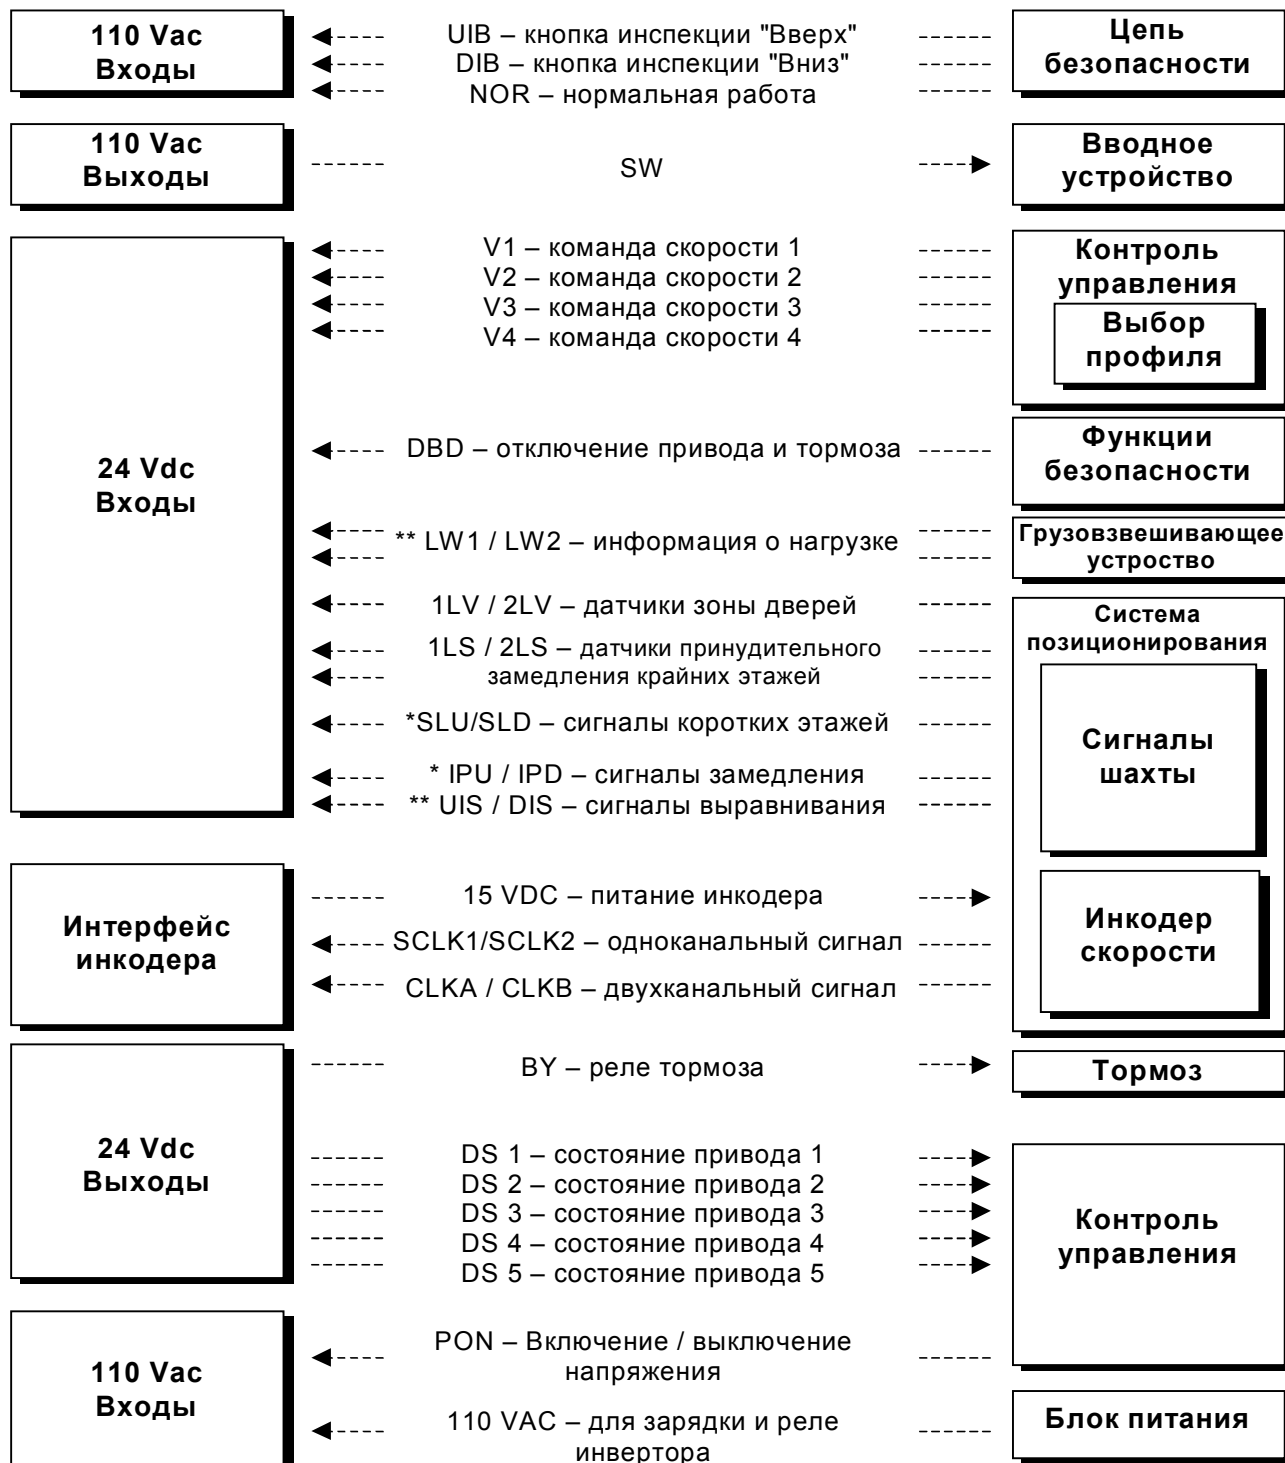 110 Vac
Входы
UIB – кнопка инспекции "Вверх"
DIB – кнопка инспекции "Вниз"
NOR – нормальная работа
Цепь
безопасности
110 Vac
Выходы
SW
Вводное
устройство
24 Vdc
Входы
V1 – команда скорости 1
V2 – команда скорости 2
V3 – команда скорости 3
V4 – команда скорости 4
Контроль
управления
Выбор
профиля
DBD – отключение привода и тормоза
Функции
безопасности
** LW1 / LW2 – информация о нагрузке
Грузовзвешивающее
устроство
1LV / 2LV – датчики зоны дверей
1LS / 2LS – датчики принудительного
замедления крайних этажей
*SLU/SLD – сигналы коротких этажей
* IPU / IPD – сигналы замедления
** UIS / DIS – сигналы выравнивания
Система
позиционирования
Сигналы
шахты
Интерфейс
инкодера
15 VDC – питание инкодера
SCLK1/SCLK2 – одноканальный сигнал
CLKA / CLKB – двухканальный сигнал
Инкодер
скорости
24 Vdc
Выходы
BY – реле тормоза
Тормоз
DS 1 – состояние привода 1
DS 2 – состояние привода 2
DS 3 – состояние привода 3
DS 4 – состояние привода 4
DS 5 – состояние привода 5
Контроль
управления
110 Vac
Входы
PON – Включение / выключение
напряжения
110 VAC – для зарядки и реле
инвертора
Блок питания